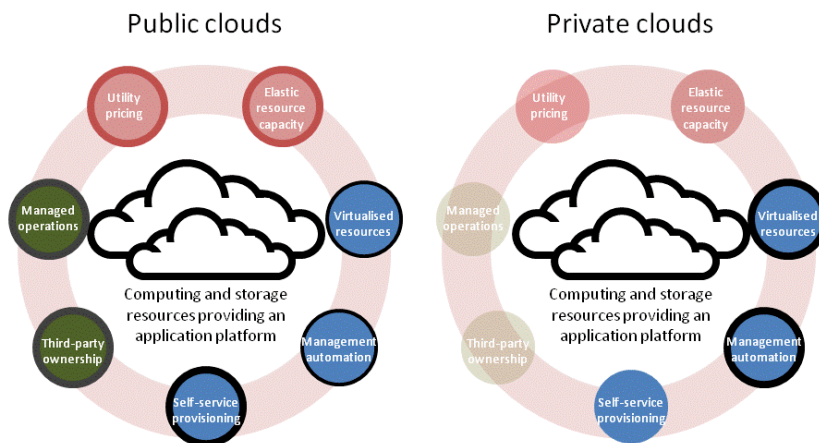 Public clouds
Utility
pricing
Elastic
resource
capacity
Managed
operations
Virtualised
resources
Computing and storage
resources providing an
application platform
Third-party
ownership
Management
automation
Self-service
provisioning
Private clouds
Utility
pricing
Elastic
resource
capacity
Managed
operations
Virtualised
resources
Computing and storage
resources providing an
application platform
Third-party
ownership
Management
automation
Self-service
provisioning